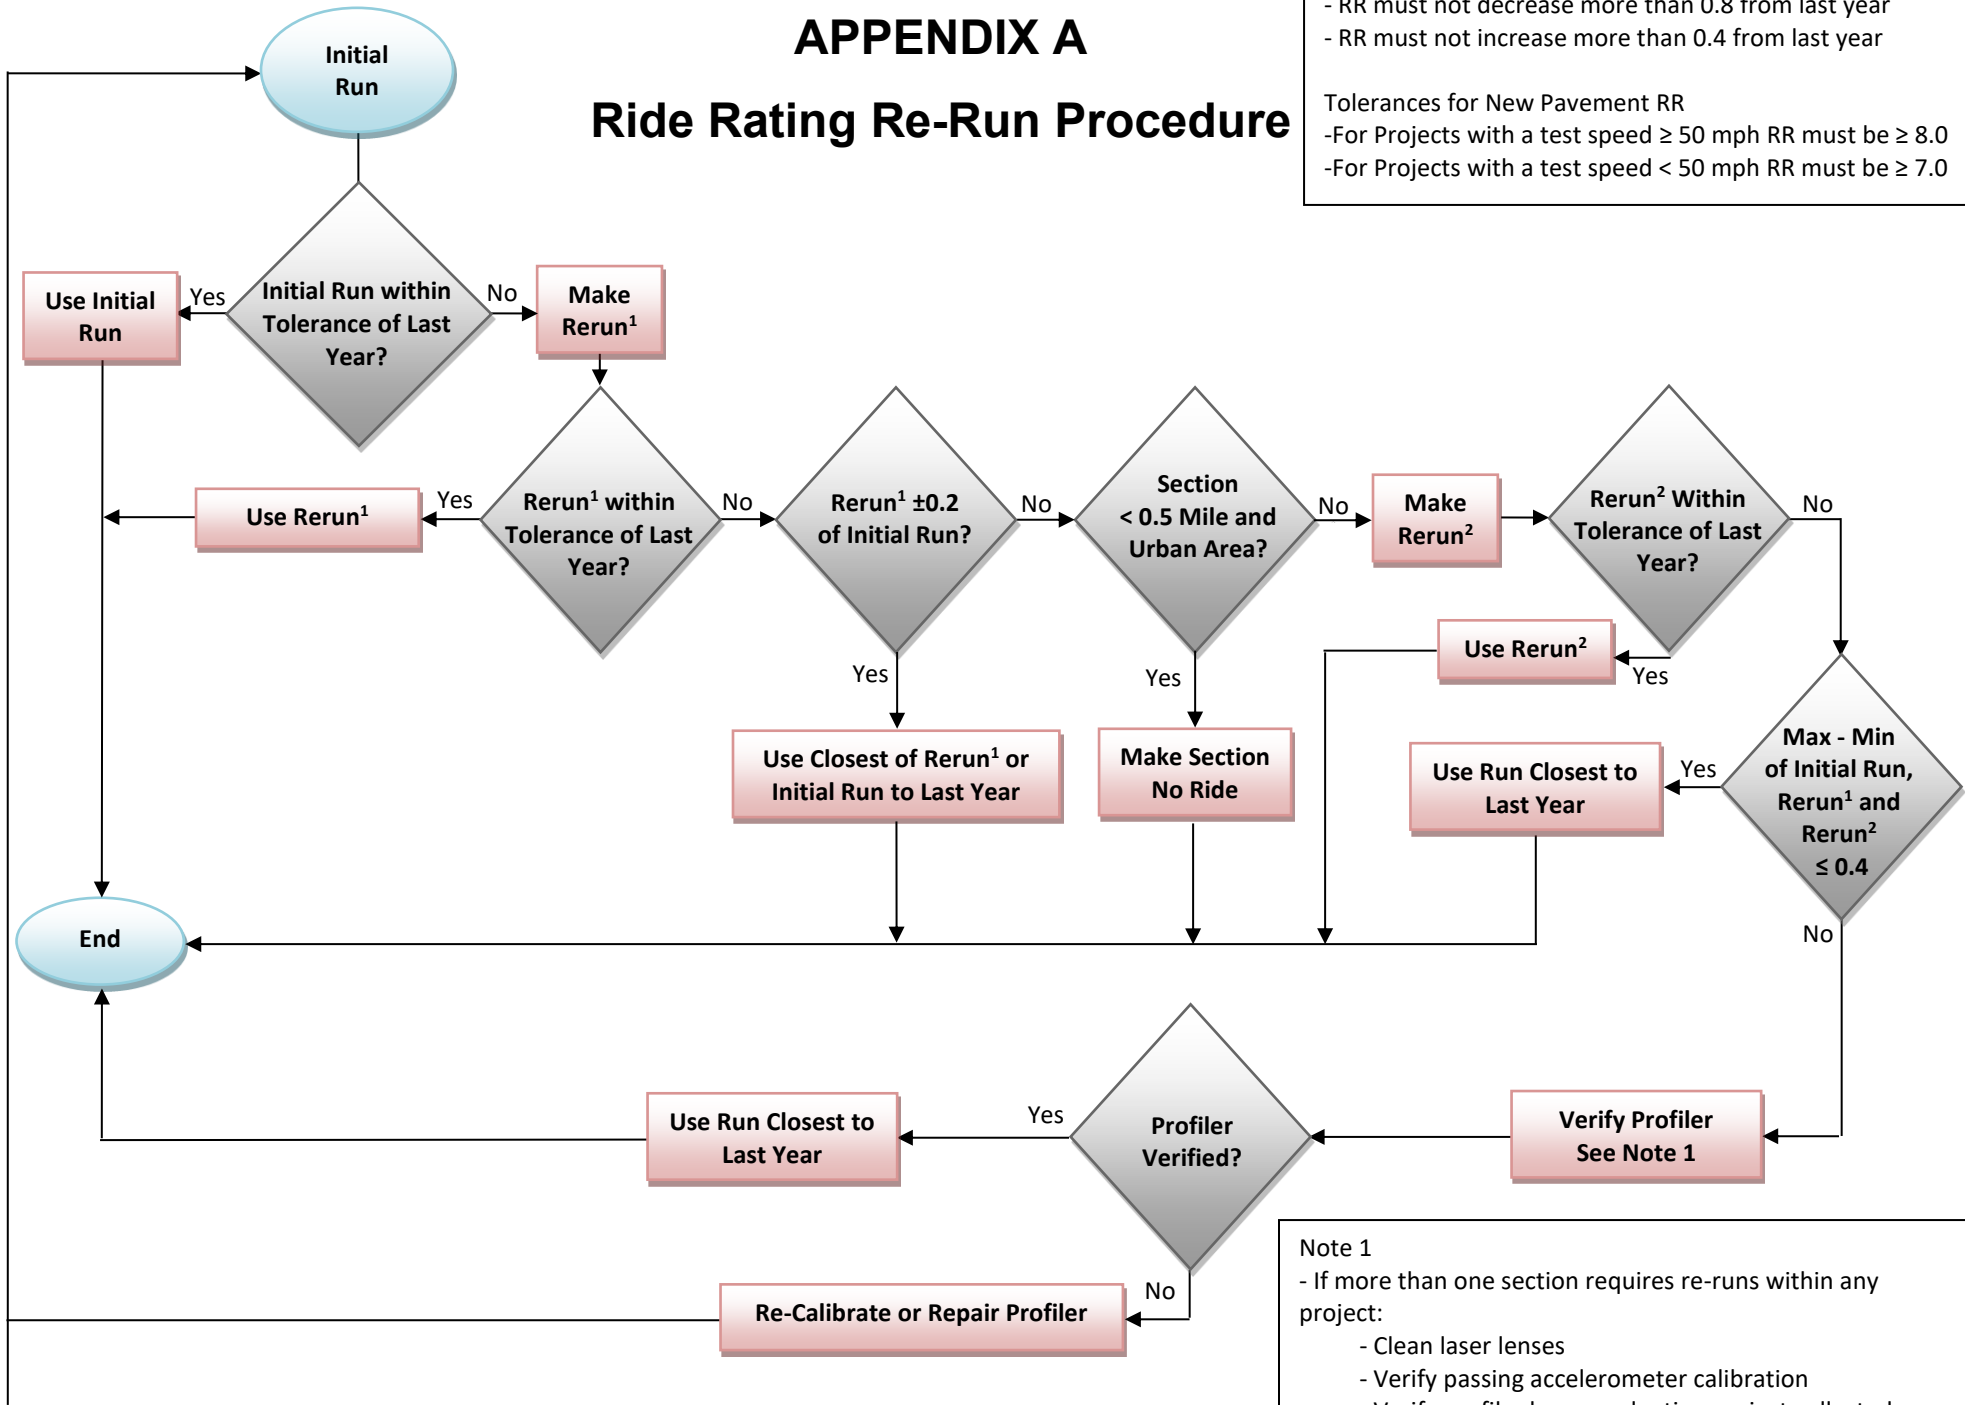 APPENDIX A
Ride Rating Re-Run Procedure
- RR must not decrease more than 0.8 from last year
- RR must not increase more than 0.4 from last year
Tolerances for New Pavement RR
-For Projects with a test speed ≥ 50 mph RR must be ≥ 8.0
-For Projects with a test speed < 50 mph RR must be ≥ 7.0
Initial
Run
Initial Run within
Tolerance of Last
Year?
Yes
No
Use Initial
Run
Make
Rerun¹
Rerun¹ within
Tolerance of Last
Year?
Yes
No
Use Rerun¹
Rerun¹ ±0.2
of Initial Run?
No
Yes
Section
< 0.5 Mile and
Urban Area?
No
Yes
Make
Rerun²
Rerun² Within
Tolerance of Last
Year?
No
Yes
Use Rerun²
Use Closest of Rerun¹ or
Initial Run to Last Year
Make Section
No Ride
Use Run Closest to
Last Year
Yes
Max - Min
of Initial Run,
Rerun¹ and
Rerun²
≤ 0.4
No
End
Use Run Closest to
Last Year
Yes
Profiler
Verified?
Verify Profiler
See Note 1
No
Re-Calibrate or Repair Profiler
Note 1
- If more than one section requires re-runs within any
project:
- Clean laser lenses
- Verify passing accelerometer calibration